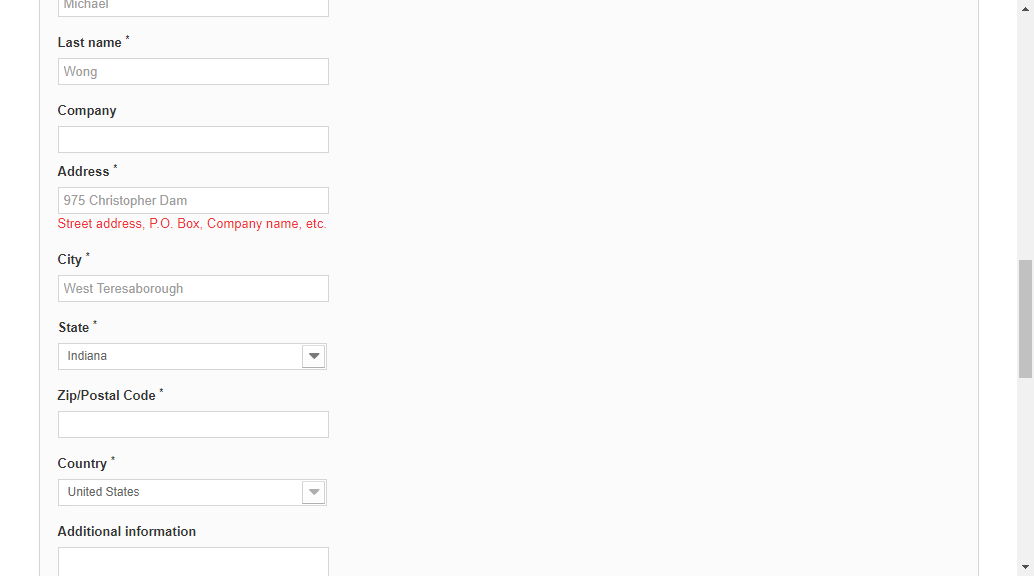 Michael
Last name *
Wong
Company
Address *
975 Christopher Dam
Street address, P.O. Box, Company name, etc.
City *
West Teresaborough
State *
Indiana
Zip/Postal Code *
Country *
United States
Additional information